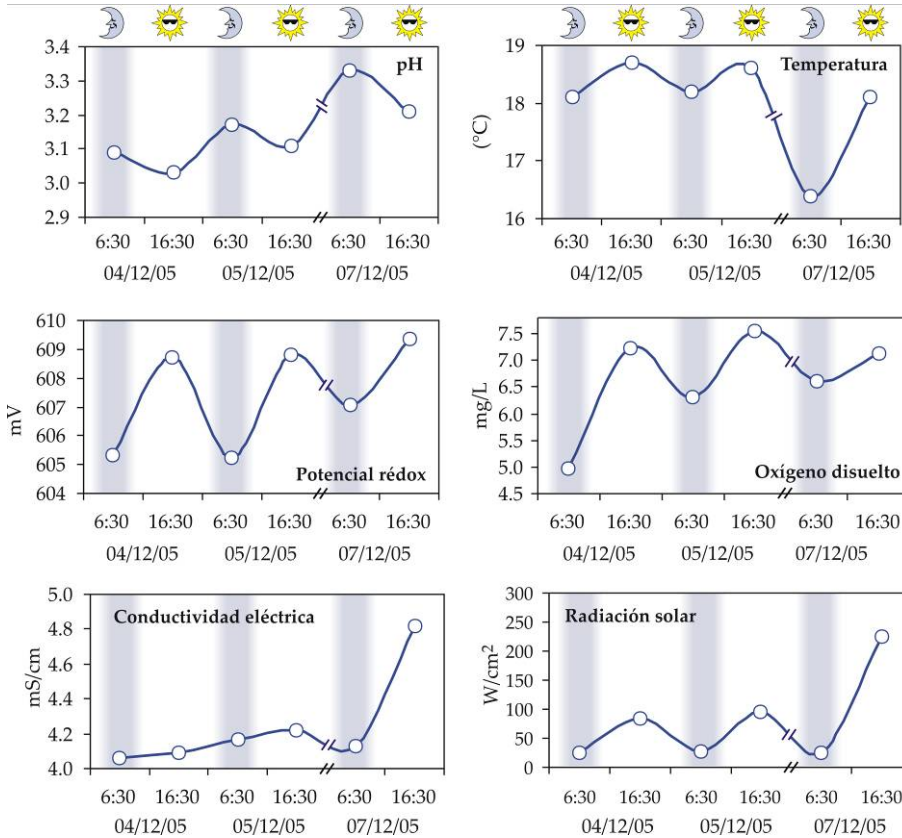 3.4
3.3
3.2
3.1
3.0
2.9
pH
6:30 16:30 6:30 16:30 6:30 16:30
04/12/05 05/12/05 07/12/05
19
18
17
16
(°C)
Temperatura
6:30 16:30 6:30 16:30 6:30 16:30
04/12/05 05/12/05 07/12/05
610
609
608
607
606
605
604
mV
Potencial rédox
6:30 16:30 6:30 16:30 6:30 16:30
04/12/05 05/12/05 07/12/05
7.5
7.0
6.5
6.0
5.5
5.0
4.5
mg/L
Oxígeno disuelto
6:30 16:30 6:30 16:30 6:30 16:30
04/12/05 05/12/05 07/12/05
5.0
4.8
4.6
4.4
4.2
4.0
mS/cm
Conductividad eléctrica
6:30 16:30 6:30 16:30 6:30 16:30
04/12/05 05/12/05 07/12/05
300
250
200
150
100
50
0
W/cm²
Radiación solar
6:30 16:30 6:30 16:30 6:30 16:30
04/12/05 05/12/05 07/12/05